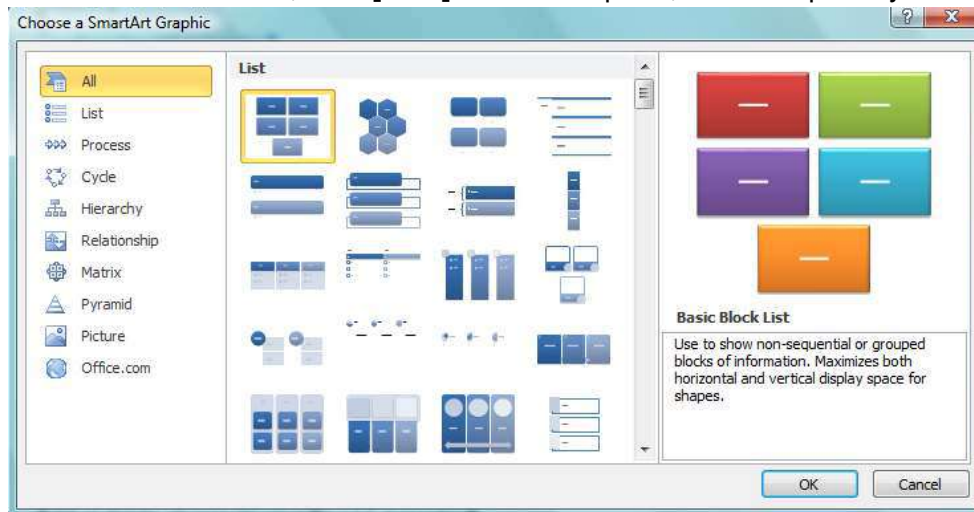 Choose a SmartArt Graphic
All
List
Process
Cycle
Hierarchy
Relationship
Matrix
Pyramid
Picture
Office.com
List
Basic Block List
Use to show non-sequential or grouped
blocks of information. Maximizes both
horizontal and vertical display space for
shapes.
OK
Cancel